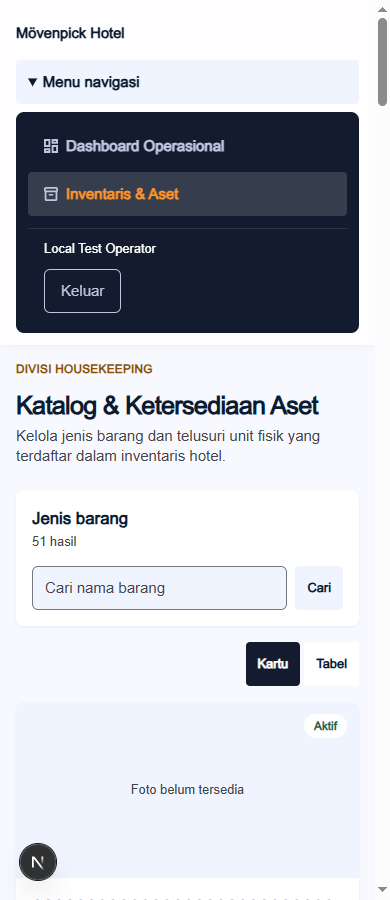 Mövenpick Hotel
▼ Menu navigasi
Dashboard Operasional
Inventaris & Aset
Local Test Operator
Keluar
DIVISI HOUSEKEEPING
Katalog & Ketersediaan Aset
Kelola jenis barang dan telusuri unit fisik yang
terdaftar dalam inventaris hotel.
Jenis barang
51 hasil
Cari nama barang
Cari
Kartu
Tabel
Aktif
Foto belum tersedia
N